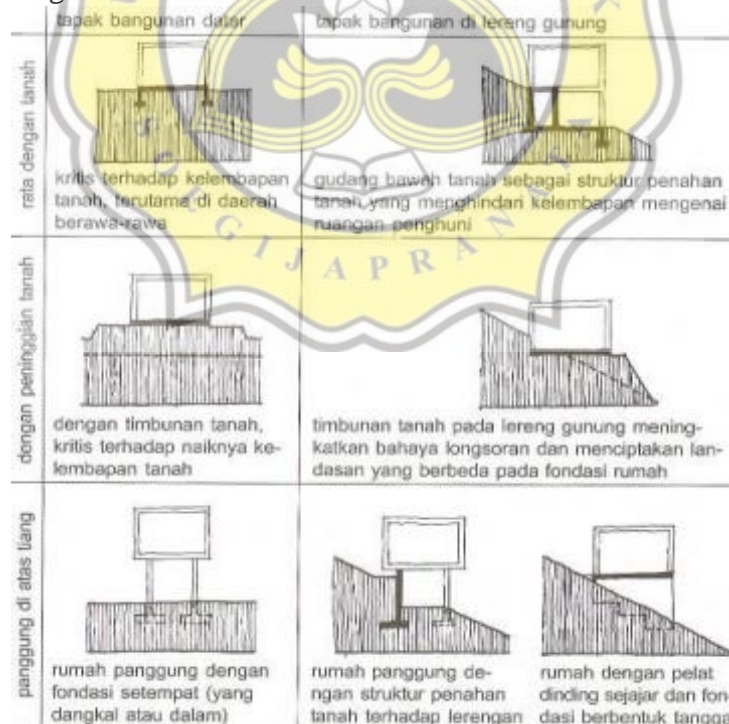 tapak bangunan datar
tapak bangunan di lereng gunung
rata dengan tanah
kritis terhadap kelembapan
tanah, terutama di daerah
berawa-rawa
gudang bawah tanah sebagai struktur penahan
tanah yang menghindari kelembapan mengenai
ruangan penghuni
SOEGIJAPRANATA
dengan peninggian tanah
dengan timbunan tanah,
kritis terhadap naiknya ke-
lembapan tanah
timbunan tanah pada lereng gunung mening-
katkan bahaya longsoran dan menciptakan lan-
dasan yang berbeda pada fondasi rumah
panggung di atas tiang
rumah panggung dengan
fondasi setempat (yang
dangkal atau dalam)
rumah panggung de-
ngan struktur penahan
tanah terhadap lerengan
rumah dengan pelat
dinding sejajar dan fon-
dasi berbentuk tangga